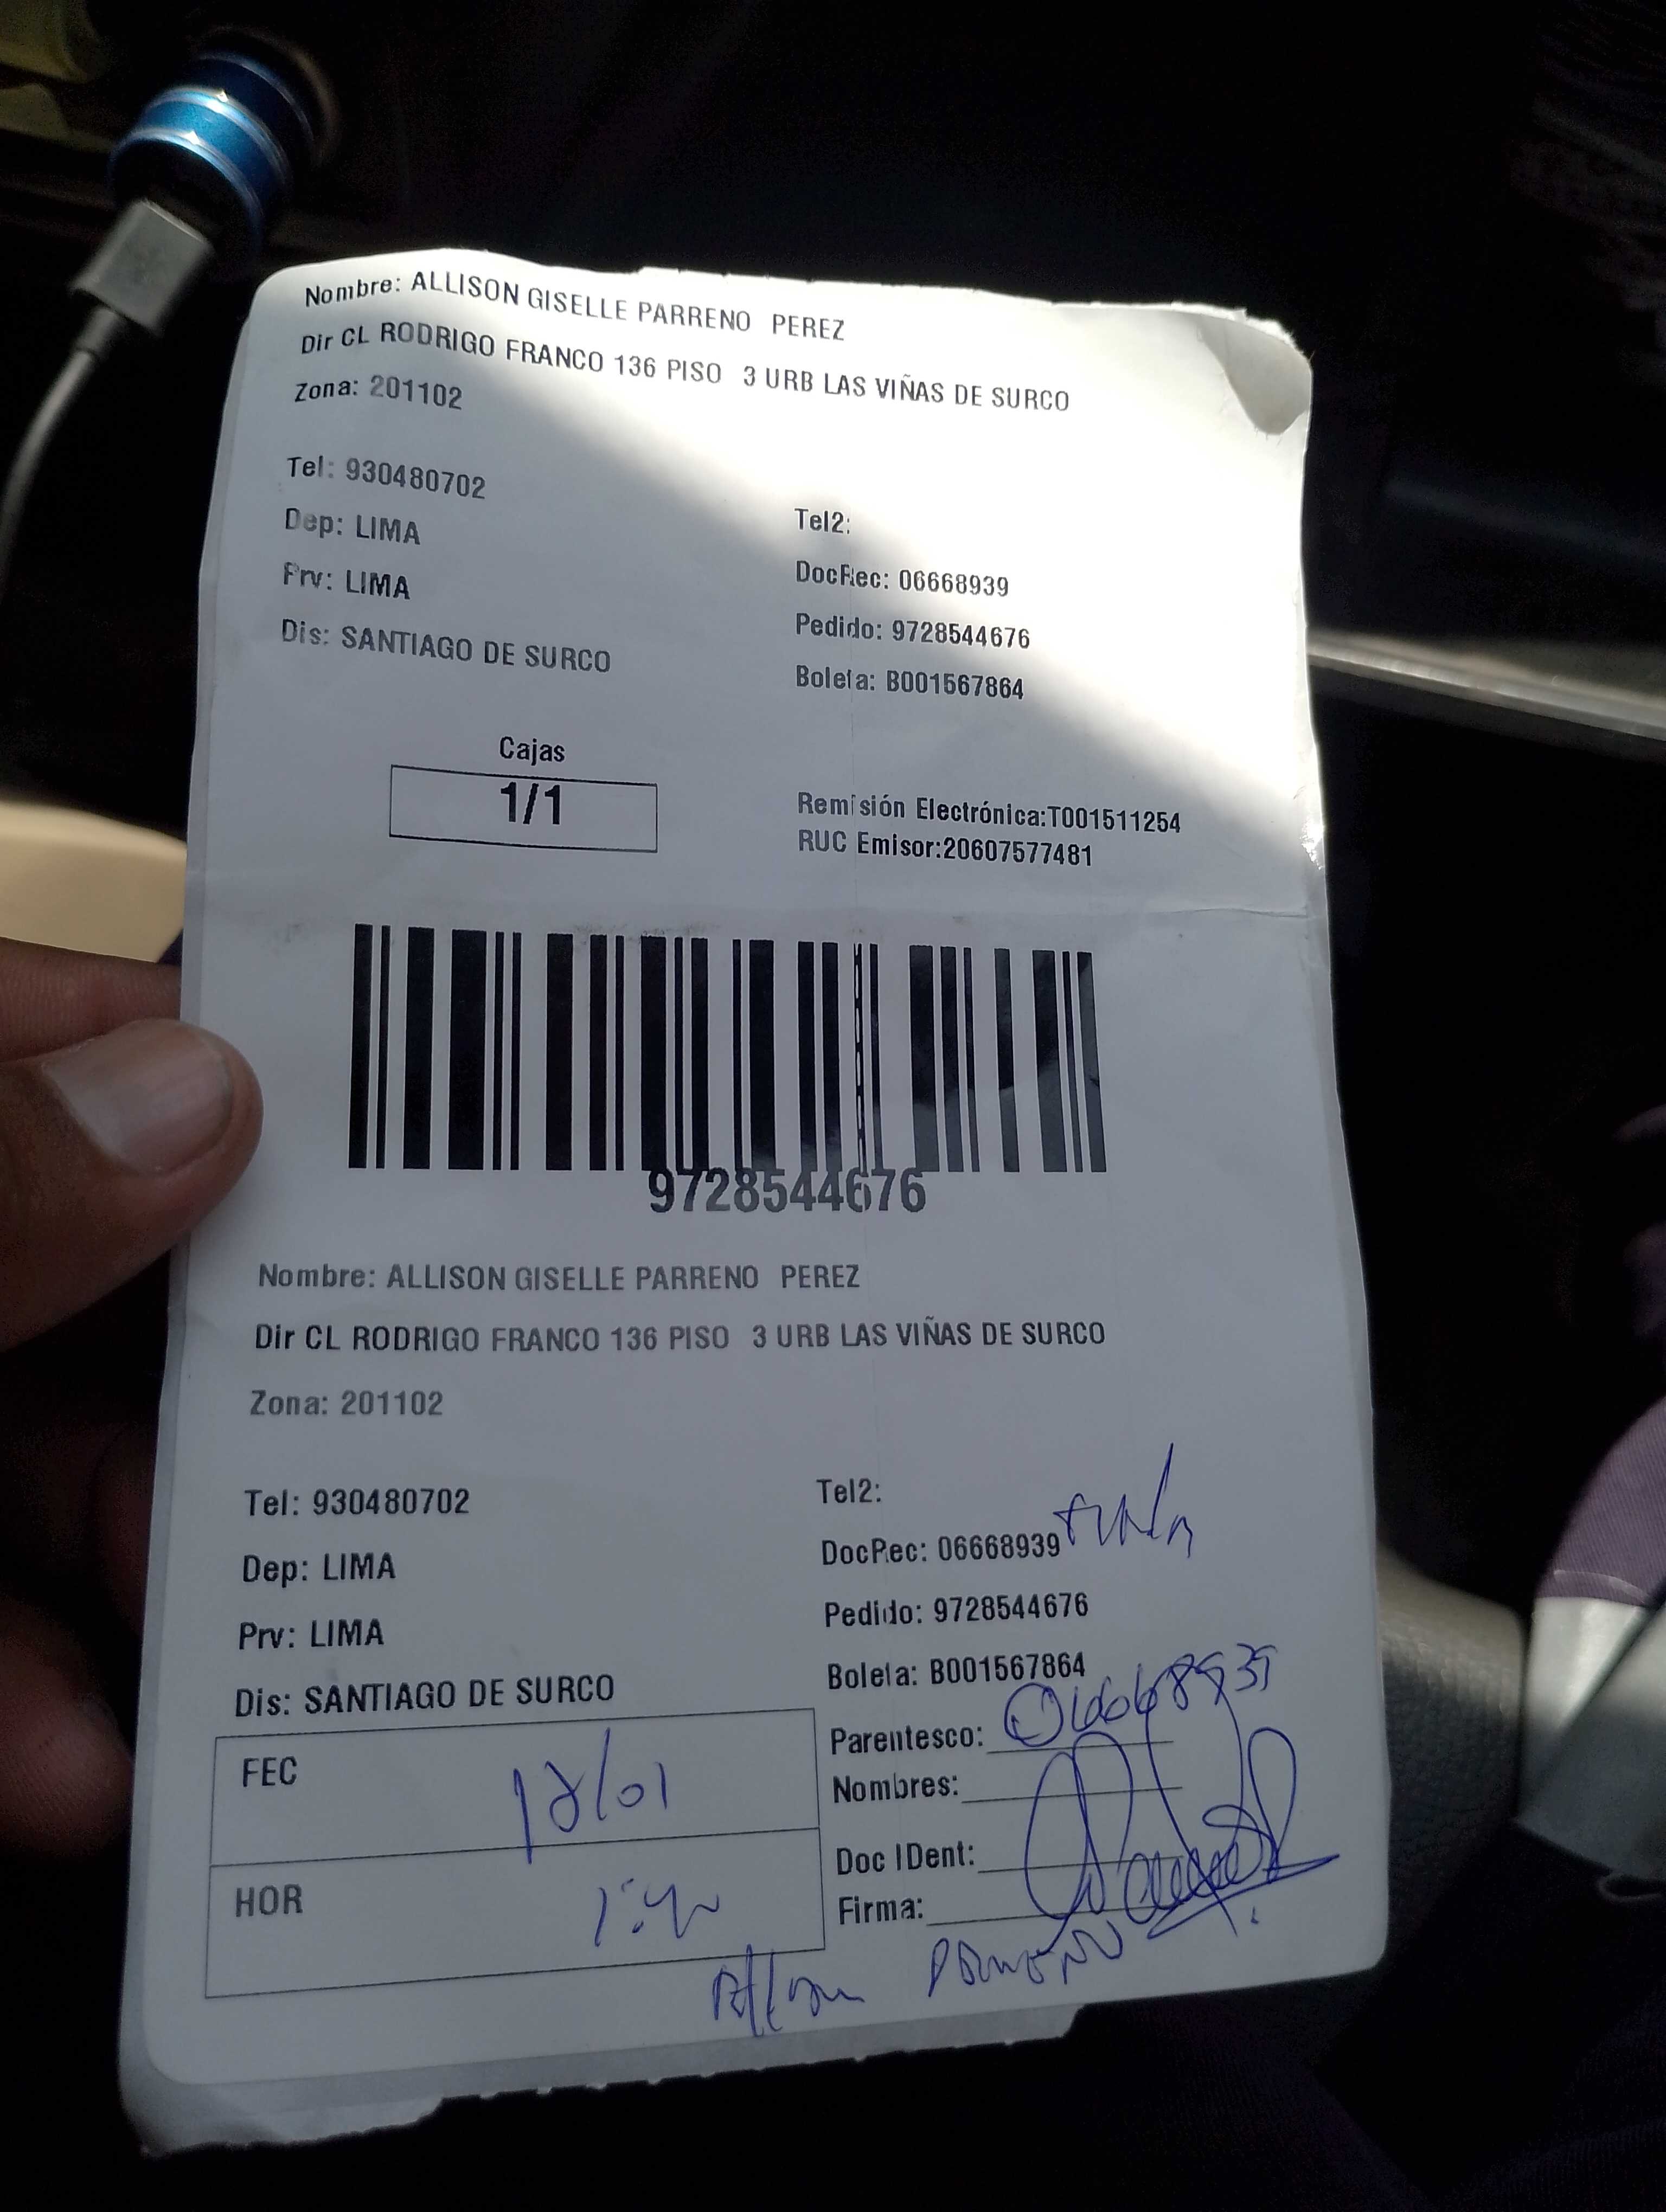 Nombre: ALLISON GISELLE PARRENO PEREZ
Dir CL RODRIGO FRANCO 136 PISO 3 URB LAS VIÑAS DE SURCO
Zona: 201102
Tel: 930480702
Tel2:
Dep: LIMA
DocRec: 06668939
Prv: LIMA
Pedido: 9728544676
Dis: SANTIAGO DE SURCO
Boleta: B001567864
Cajas
1/1
Remisión Electrónica:T001511254
RUC Emisor:20607577481
9728544676
Nombre: ALLISON GISELLE PARRENO PEREZ
Dir CL RODRIGO FRANCO 136 PISO 3 URB LAS VIÑAS DE SURCO
Zona: 201102
Tel: 930480702
Tel2:
Dep: LIMA
DocRec: 06668939
Prv: LIMA
Pedido: 9728544676
Dis: SANTIAGO DE SURCO
Boleta: B001567864
Parentesco:
Nombres:
Doc IDent:
Firma:
FEC
HOR